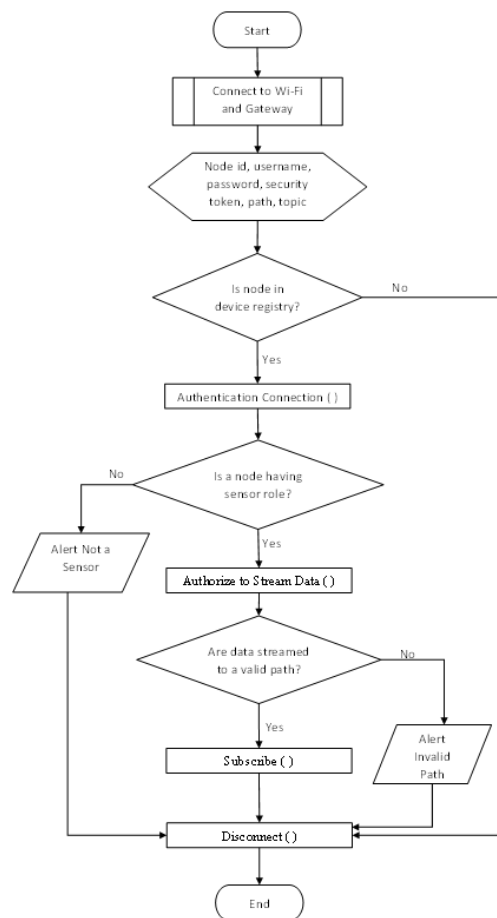 Start
Connect to Wi-Fi
and Gateway
Node id, username,
password, security
token, path, topic
Is node in
device registry?
No
Yes
Authentication Connection ( )
Is a node having
sensor role?
No
Yes
Alert Not a
Sensor
Authorize to Stream Data ( )
Are data streamed
to a valid path?
No
Yes
Alert
Invalid
Path
Subscribe ( )
Disconnect ( )
End